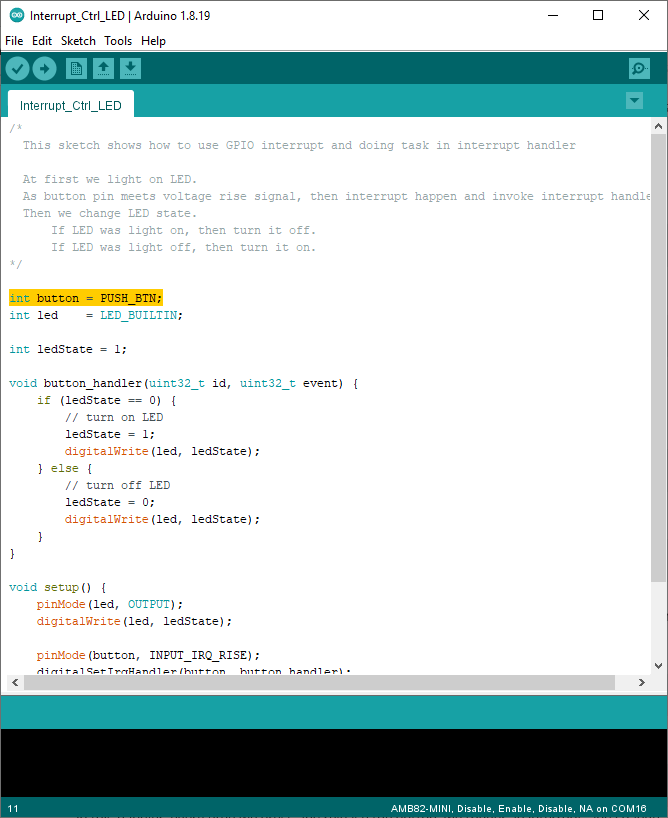 Interrupt_Ctrl_LED | Arduino 1.8.19
File Edit Sketch Tools Help
Interrupt_Ctrl_LED
/*
This sketch shows how to use GPIO interrupt and doing task in interrupt handler
At first we light on LED.
As button pin meets voltage rise signal, then interrupt happen and invoke interrupt handle
Then we change LED state.
If LED was light on, then turn it off.
If LED was light off, then turn it on.
*/
int button = PUSH_BTN;
int led    = LED_BUILTIN;
int ledState = 1;
void button_handler(uint32_t id, uint32_t event) {
if (ledState == 0) {
// turn on LED
ledState = 1;
digitalWrite(led, ledState);
} else {
// turn off LED
ledState = 0;
digitalWrite(led, ledState);
}
}
void setup() {
pinMode(led, OUTPUT);
digitalWrite(led, ledState);
pinMode(button, INPUT_IRQ_RISE);
digitalSetIrqHandler(button, button_handler);
11
AMB82-MINI, Disable, Enable, Disable, NA on COM16